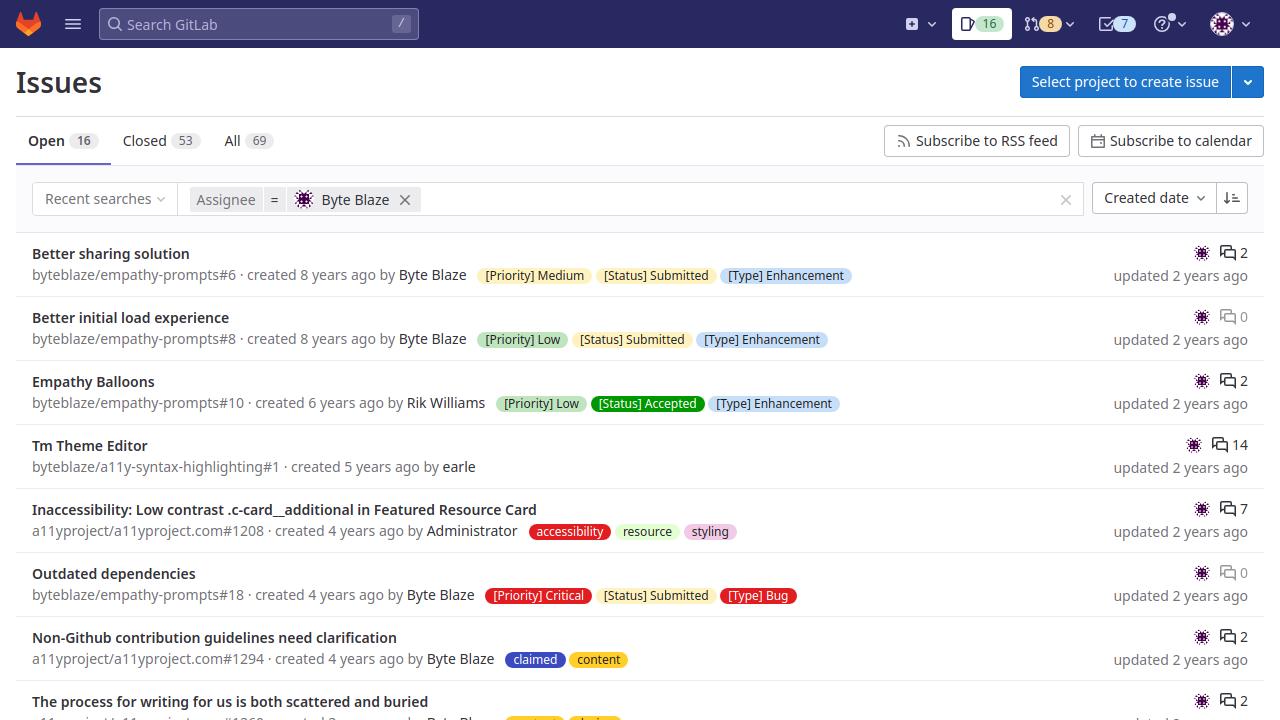 Search GitLab /
16
8
7
Issues
Select project to create issue
Open 16 Closed 53 All 69
Subscribe to RSS feed
Subscribe to calendar
Recent searches
Assignee = Byte Blaze
Created date
Better sharing solution
2
byteblaze/empathy-prompts#6 · created 8 years ago by Byte Blaze [Priority] Medium [Status] Submitted [Type] Enhancement
updated 2 years ago
Better initial load experience
0
byteblaze/empathy-prompts#8 · created 8 years ago by Byte Blaze [Priority] Low [Status] Submitted [Type] Enhancement
updated 2 years ago
Empathy Balloons
2
byteblaze/empathy-prompts#10 · created 6 years ago by Rik Williams [Priority] Low [Status] Accepted [Type] Enhancement
updated 2 years ago
Tm Theme Editor
14
byteblaze/a11y-syntax-highlighting#1 · created 5 years ago by earle
updated 2 years ago
Inaccessibility: Low contrast .c-card__additional in Featured Resource Card
7
a11yproject/a11yproject.com#1208 · created 4 years ago by Administrator accessibility resource styling
updated 2 years ago
Outdated dependencies
0
byteblaze/empathy-prompts#18 · created 4 years ago by Byte Blaze [Priority] Critical [Status] Submitted [Type] Bug
updated 2 years ago
Non-Github contribution guidelines need clarification
2
a11yproject/a11yproject.com#1294 · created 4 years ago by Byte Blaze claimed content
updated 2 years ago
The process for writing for us is both scattered and buried
2